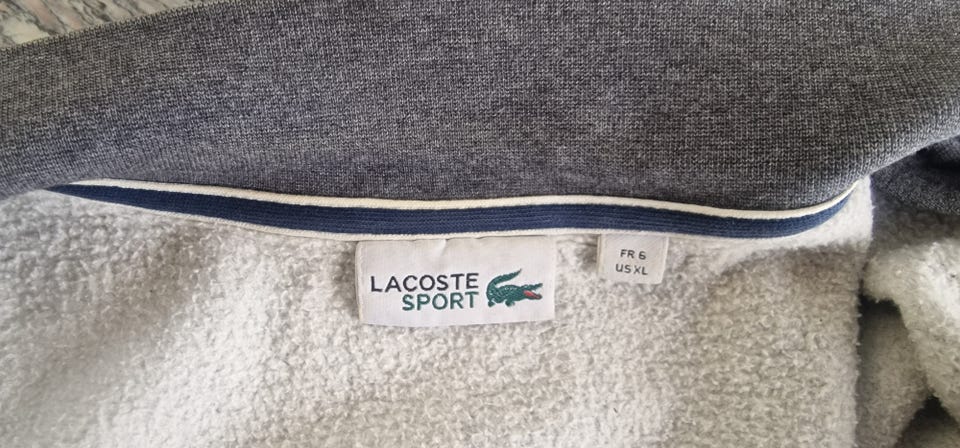 LACOSTE
SPORT
FR 6
US XL